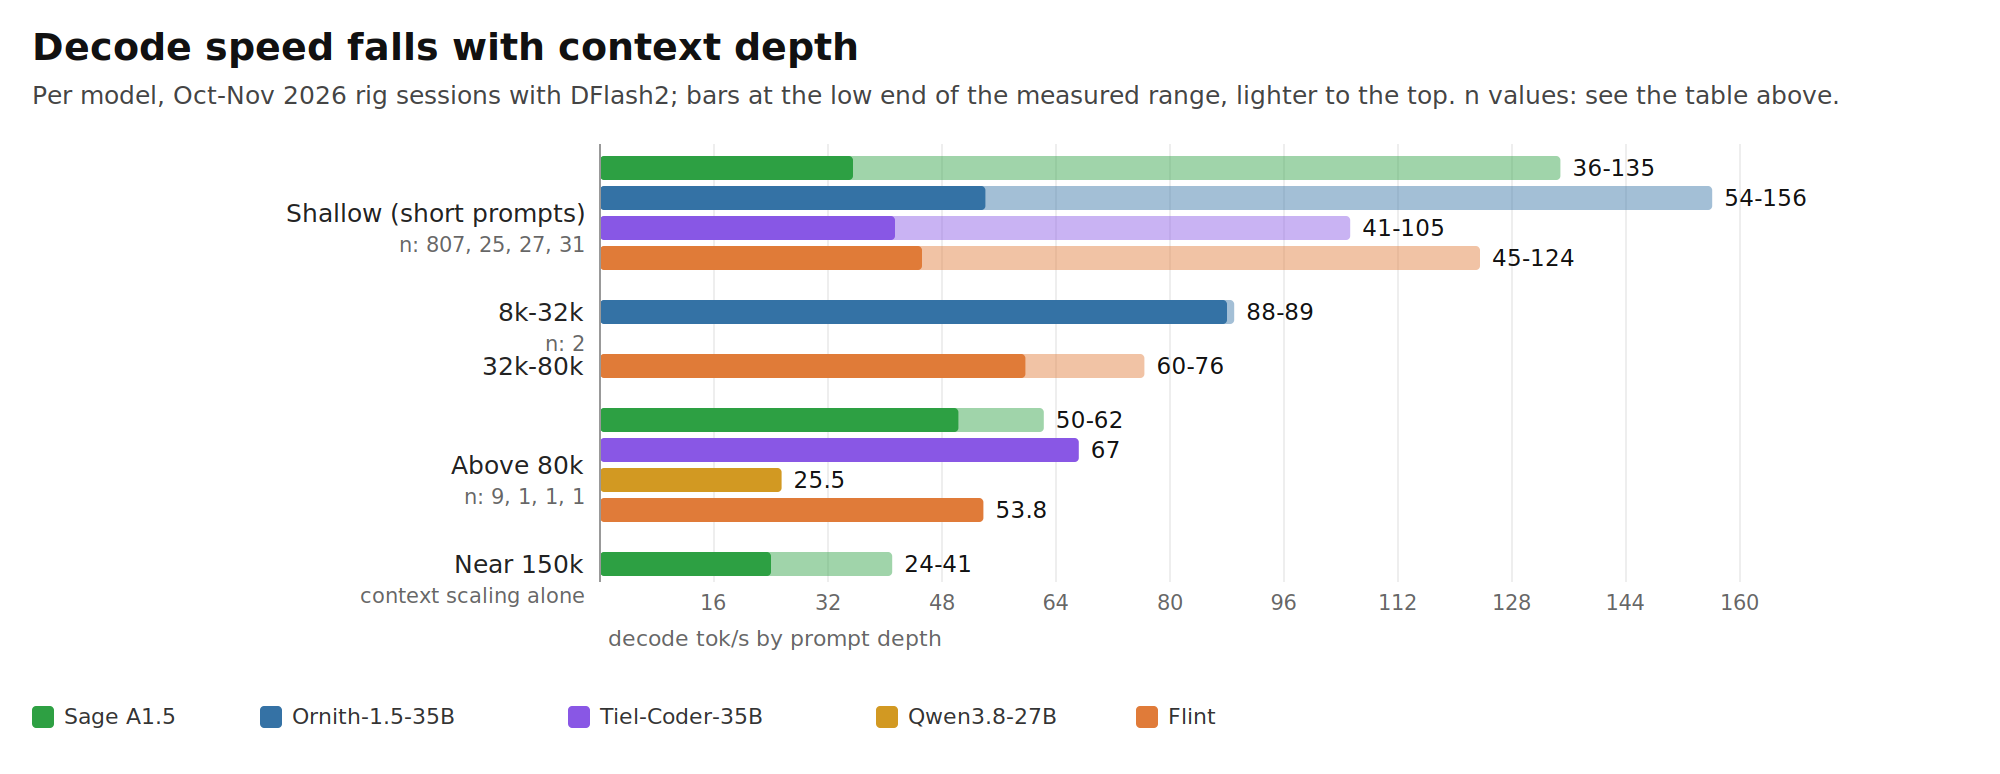 Decode speed falls with context depth
Per model, Oct-Nov 2026 rig sessions with DFlash2; bars at the low end of the measured range, lighter to the top. n values: see the table above.
36-135
54-156
Shallow (short prompts)
41-105
n: 807, 25, 27, 31
45-124
8k-32k
88-89
n: 2
32k-80k
60-76
50-62
67
Above 80k
25.5
n: 9, 1, 1, 1
53.8
Near 150k
24-41
context scaling alone
16 32 48 64 80 96 112 128 144 160
decode tok/s by prompt depth
Sage A1.5 Ornith-1.5-35B Tiel-Coder-35B Qwen3.8-27B Flint